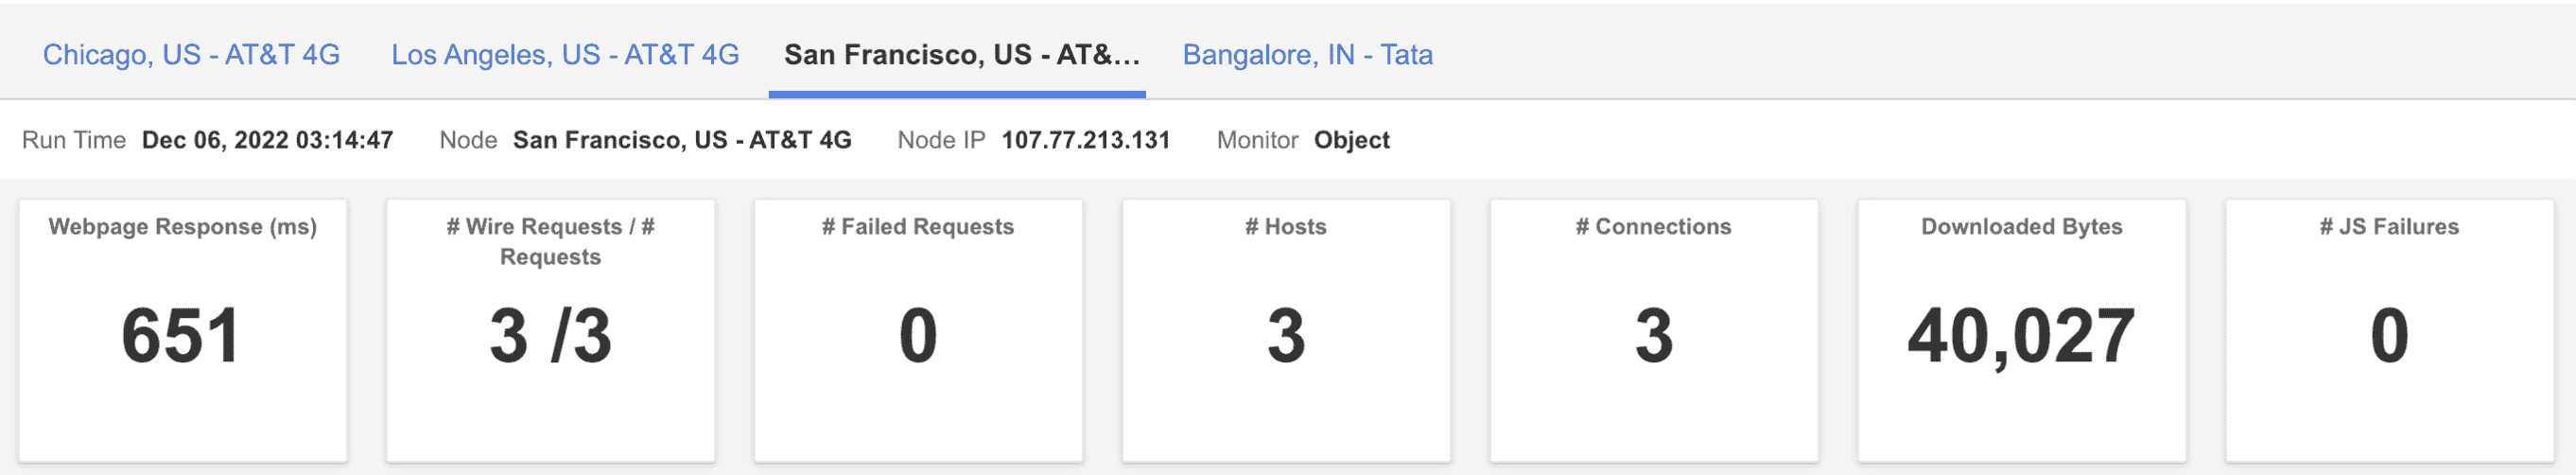 Chicago, US - AT&T 4G Los Angeles, US - AT&T 4G San Francisco, US - AT&... Bangalore, IN - Tata
Run Time Dec 06, 2022 03:14:47 Node San Francisco, US - AT&T 4G Node IP 107.77.213.131 Monitor Object
Webpage Response (ms)
651
# Wire Requests / #
Requests
3 /3
# Failed Requests
0
# Hosts
3
# Connections
3
Downloaded Bytes
40,027
# JS Failures
0